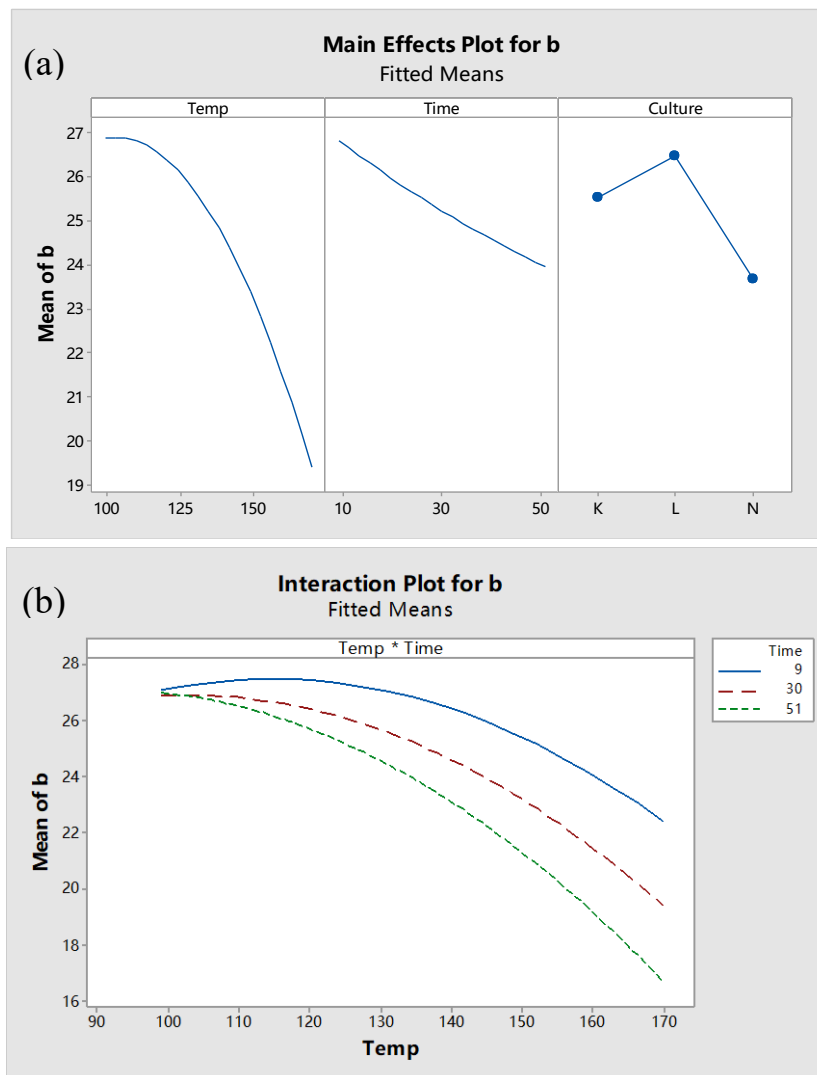 (a)
Main Effects Plot for b
Fitted Means
Temp Time Culture
Mean of b
27
26
25
24
23
22
21
20
19
100 125 150 10 30 50 K L N
(b)
Interaction Plot for b
Fitted Means
Temp * Time
Mean of b
28
26
24
22
20
18
16
90 100 110 120 130 140 150 160 170
Temp
Time
9
30
51